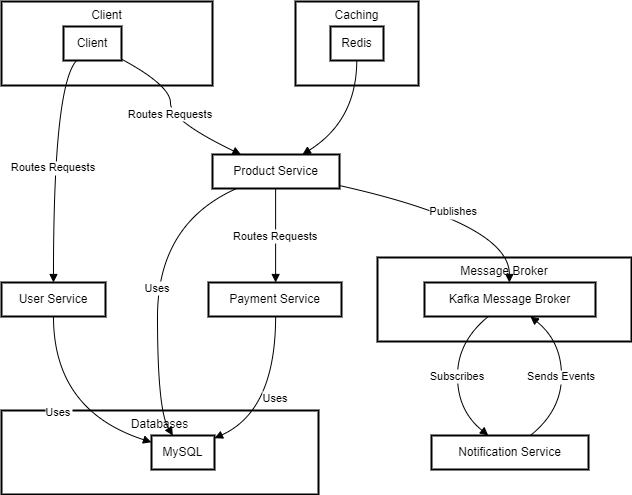 Client
Caching
Client
Redis
Routes Requests
Routes Requests
Product Service
Publishes
Routes Requests
Message Broker
Uses
User Service
Payment Service
Kafka Message Broker
Subscribes
Sends Events
Uses
Uses
Databases
MySQL
Notification Service